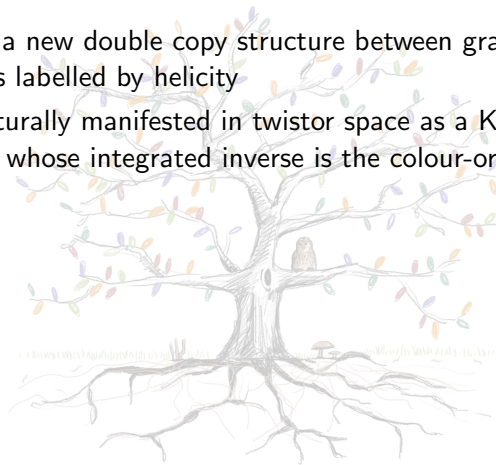 a new double copy structure between gra
s labelled by helicity
turally manifested in twistor space as a K
whose integrated inverse is the colour-or